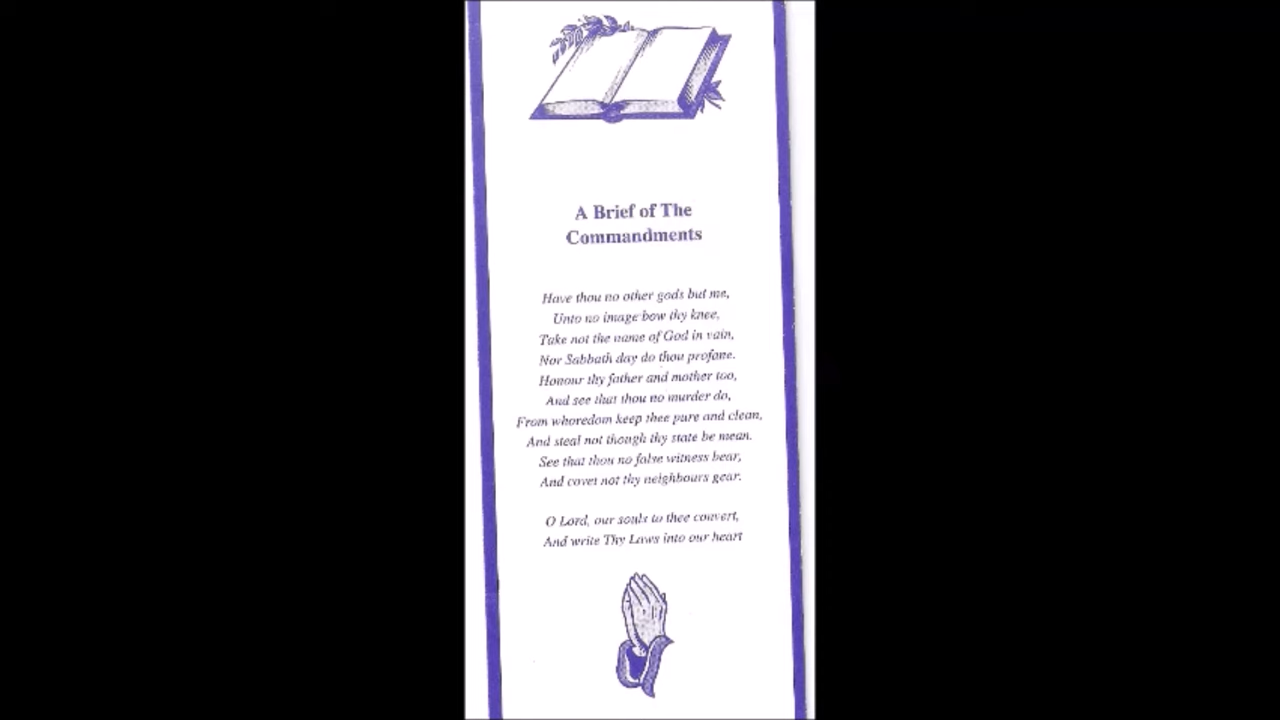 A Brief of The
Commandments
Have thou no other gods but me,
Unto no image bow thy knee,
Take not the name of God in vain,
Nor Sabbath day do thou profane.
Honour thy father and mother too,
And see that thou no murder do,
From whoredom keep thee pure and clean,
And steal not though thy state be mean.
See that thou no false witness bear,
And covet not thy neighbours gear.
O Lord, our souls to thee convert,
And write Thy Laws into our heart